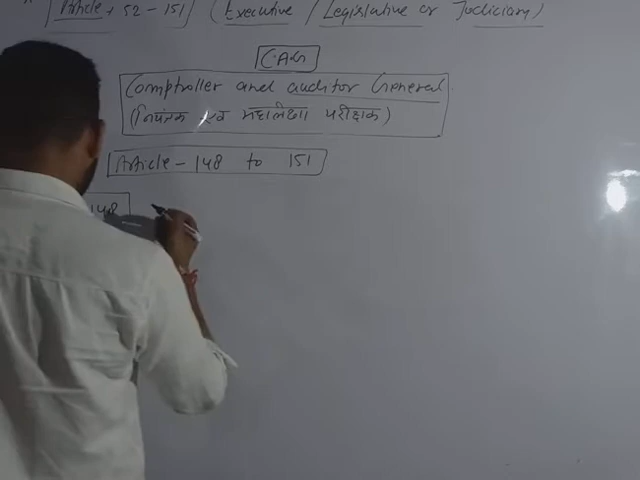 Article, 52 - 151 (Executive / Legislative or Judiciary)
C.A.G
Comptroller and auditor General
(नियंत्रक एवं महालेखा परीक्षक)
Article - 148 to 151
148